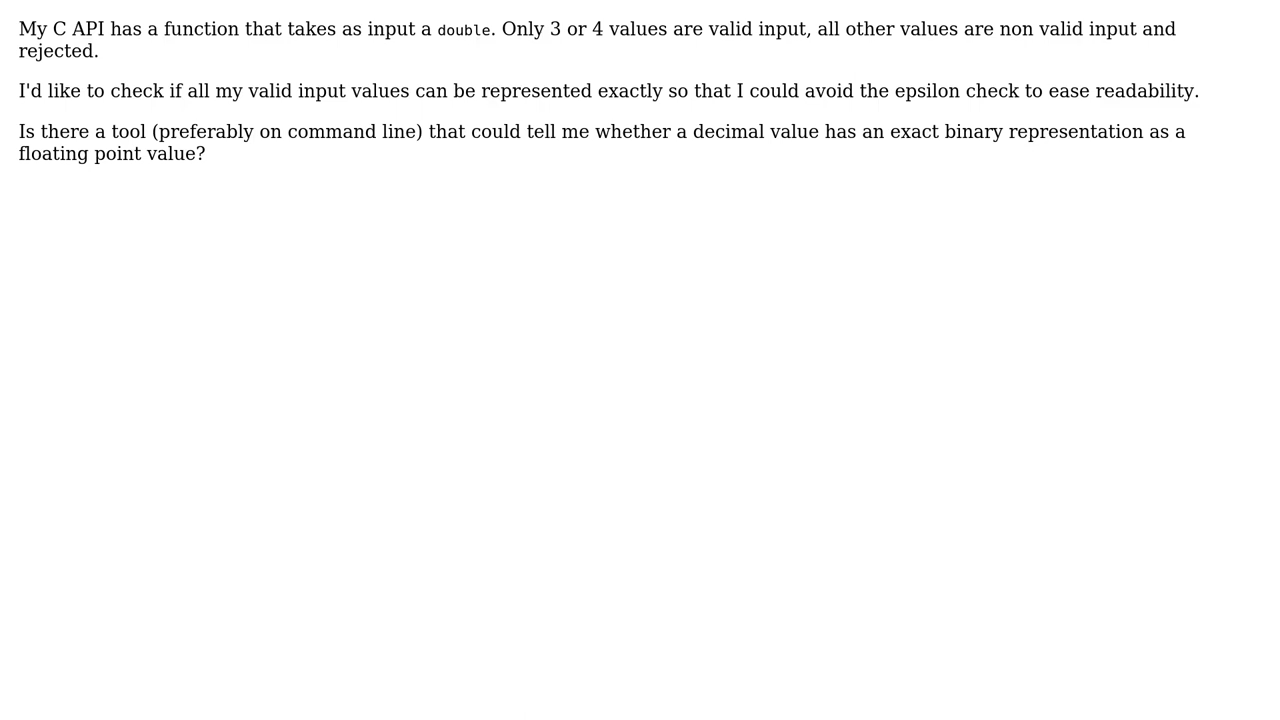 My C API has a function that takes as input a double. Only 3 or 4 values are valid input, all other values are non valid input and
rejected.
I'd like to check if all my valid input values can be represented exactly so that I could avoid the epsilon check to ease readability.
Is there a tool (preferably on command line) that could tell me whether a decimal value has an exact binary representation as a
floating point value?